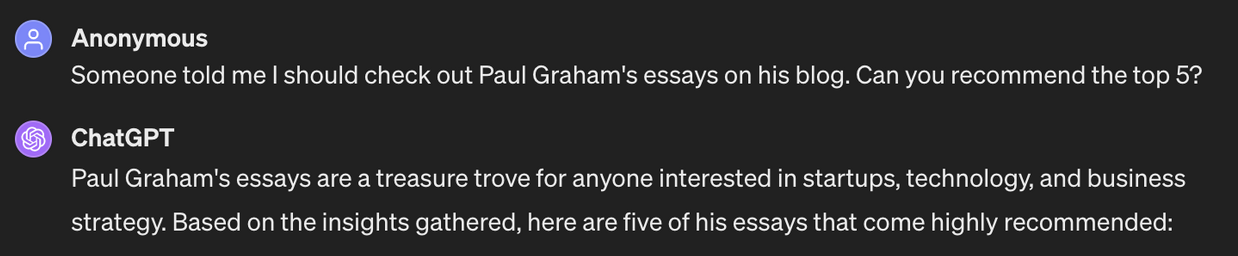 Anonymous
Someone told me I should check out Paul Graham's essays on his blog. Can you recommend the top 5?
ChatGPT
Paul Graham's essays are a treasure trove for anyone interested in startups, technology, and business
strategy. Based on the insights gathered, here are five of his essays that come highly recommended: